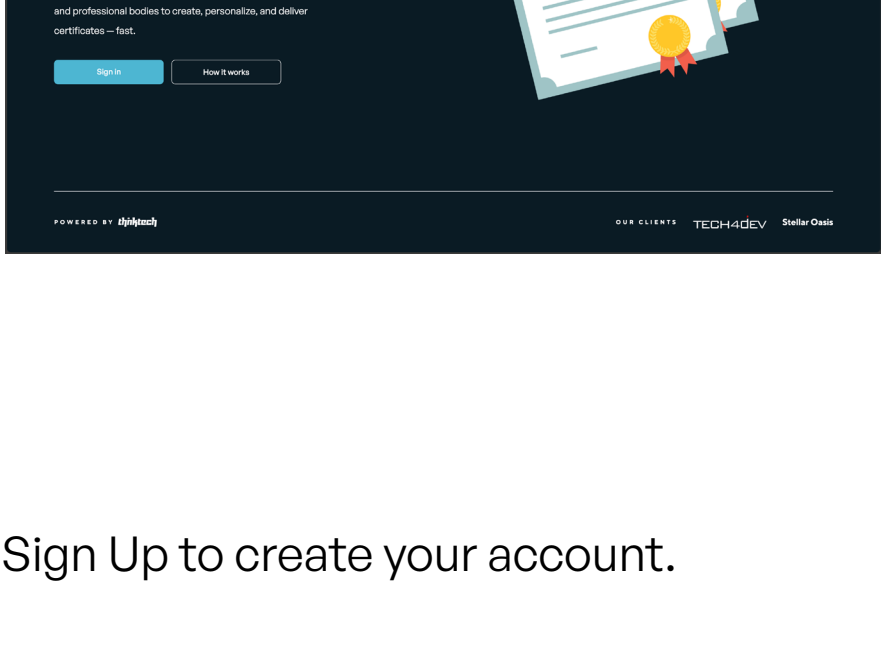 and professional bodies to create, personalize, and deliver
certificates — fast.
Sign in
How it works
POWERED BY thinktech
OUR CLIENTS TECH4DEV Stellar Oasis
Sign Up to create your account.